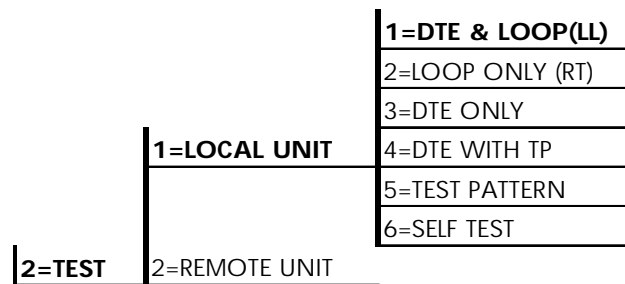 1=DTE & LOOP(LL)
2=LOOP ONLY (RT)
3=DTE ONLY
1=LOCAL UNIT 4=DTE WITH TP
5=TEST PATTERN
6=SELF TEST
2=TEST 2=REMOTE UNIT